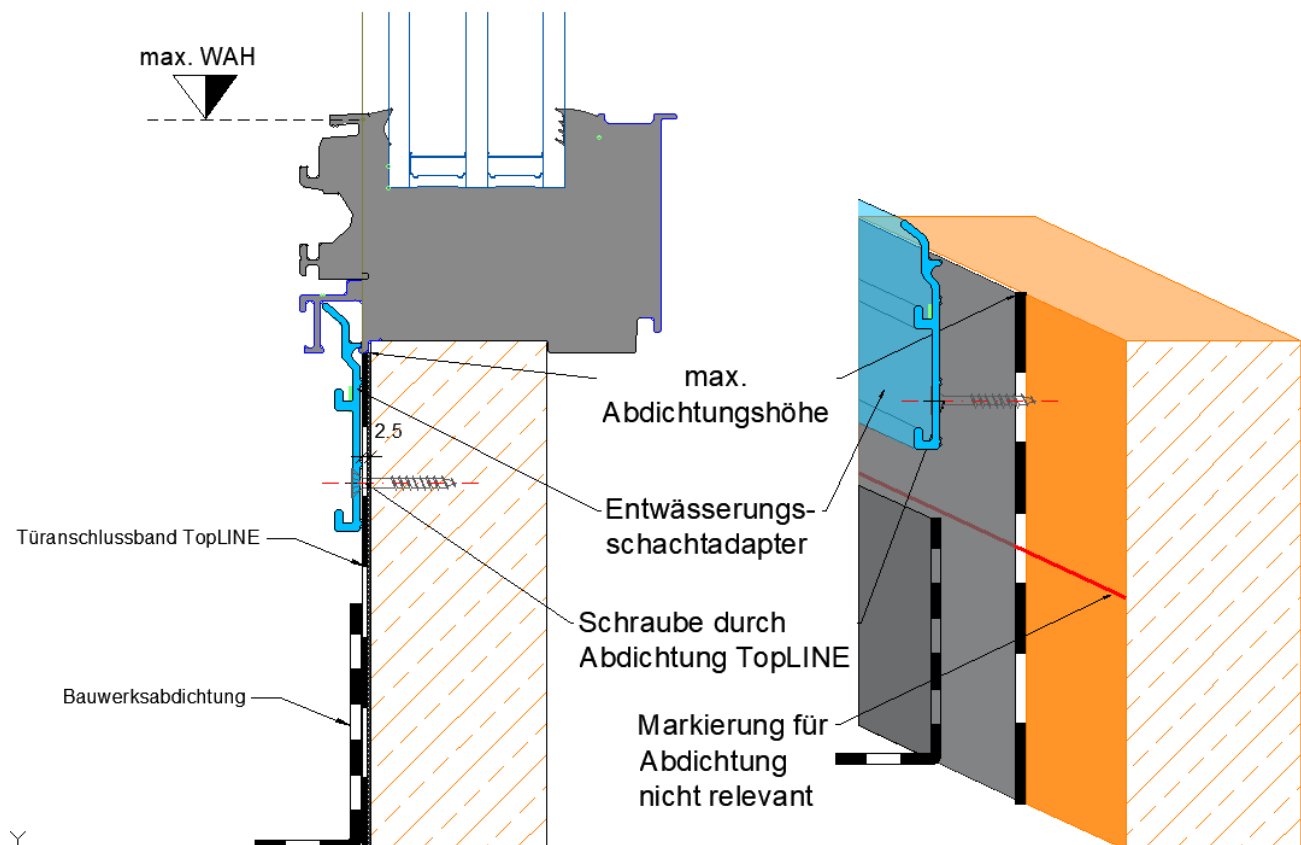 max. WAH
max.
Abdichtungshöhe
2.5
Entwässerungs-
schachtadapter
Türanschlussband TopLINE
Schraube durch
Abdichtung TopLINE
Bauwerksabdichtung
Markierung für
Abdichtung
nicht relevant
Y